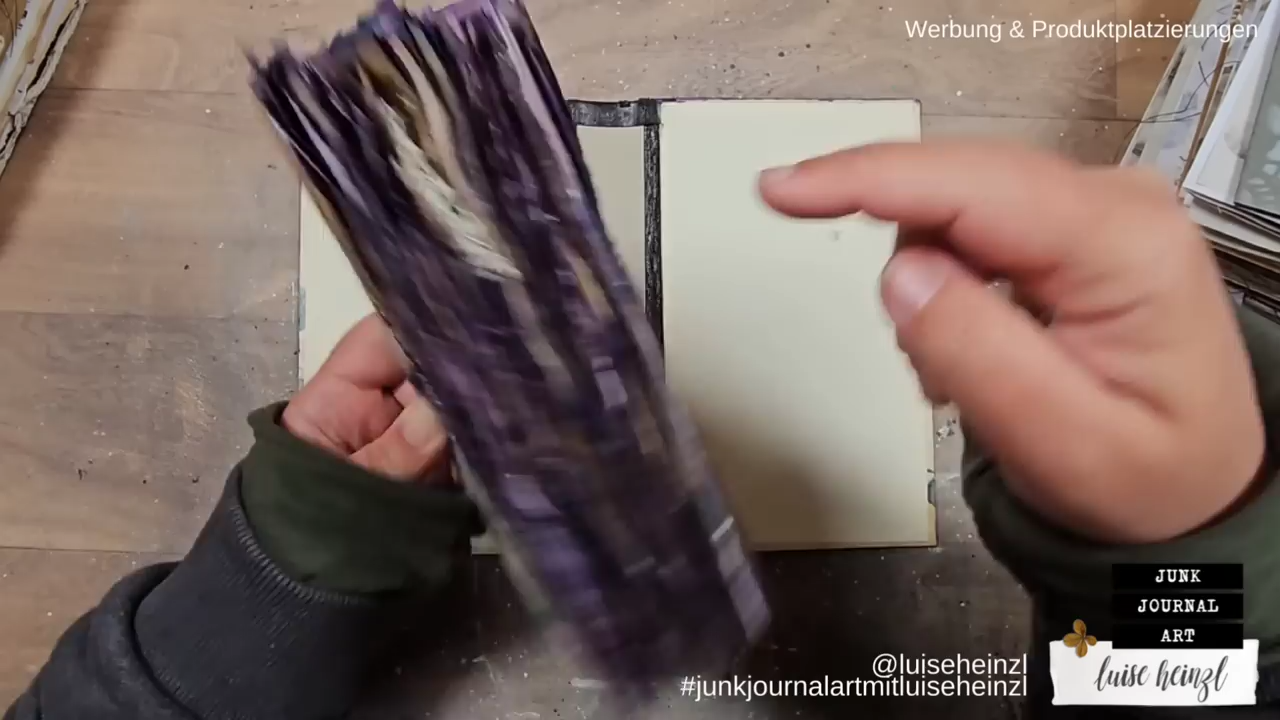 Werbung & Produktplatzierungen
JUNK
JOURNAL
ART
@luiseheinzl
#junkjournalartmitluiseheinzl
luise heinzl